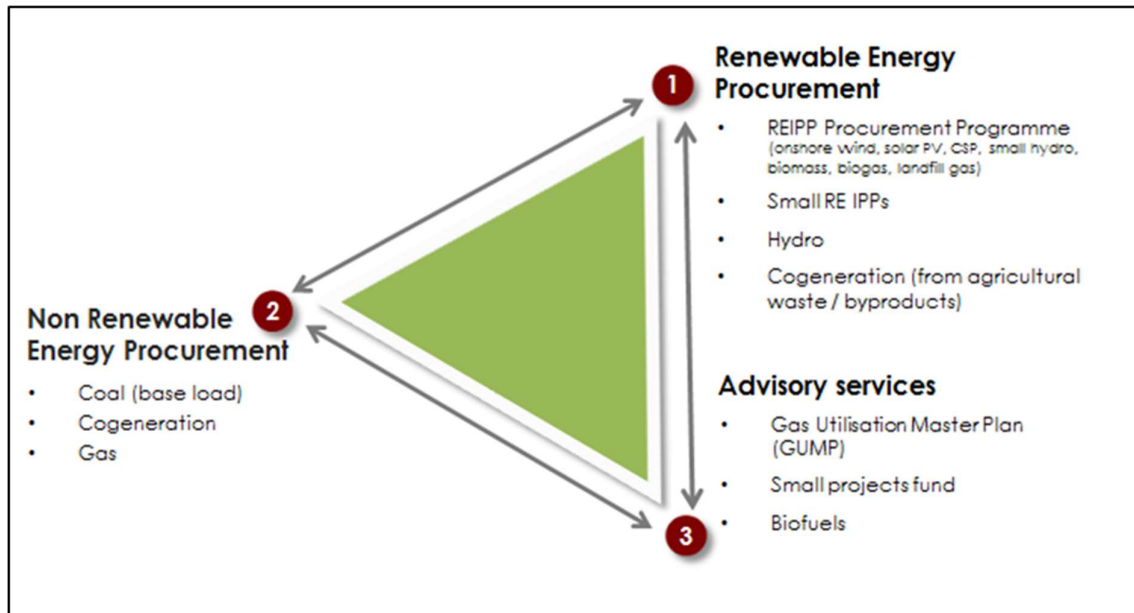 1
Renewable Energy
Procurement
• REIPP Procurement Programme
(onshore wind, solar PV, CSP, small hydro,
biomass, biogas, landfill gas)
• Small RE IPPs
• Hydro
• Cogeneration (from agricultural
waste / byproducts)
2
Non Renewable
Energy Procurement
• Coal (base load)
• Cogeneration
• Gas
3
Advisory services
• Gas Utilisation Master Plan
(GUMP)
• Small projects fund
• Biofuels